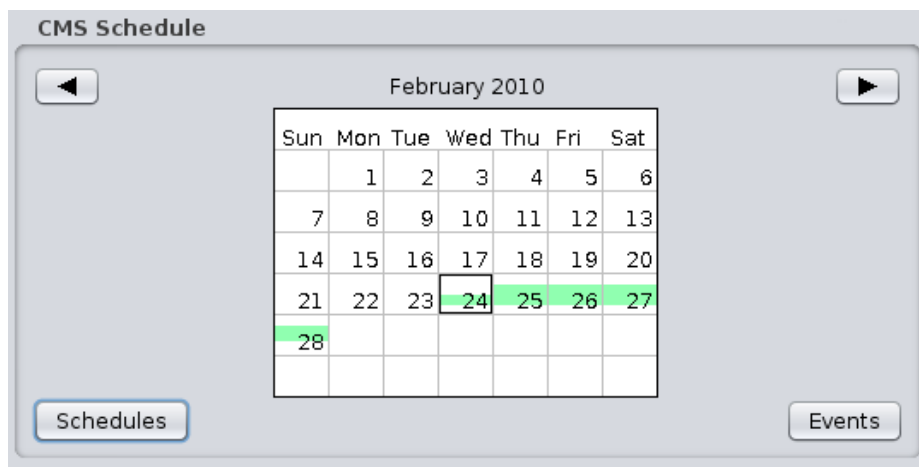 CMS Schedule
February 2010
Sun Mon Tue Wed Thu Fri Sat
1 2 3 4 5 6
7 8 9 10 11 12 13
14 15 16 17 18 19 20
21 22 23 24 25 26 27
28
Schedules Events